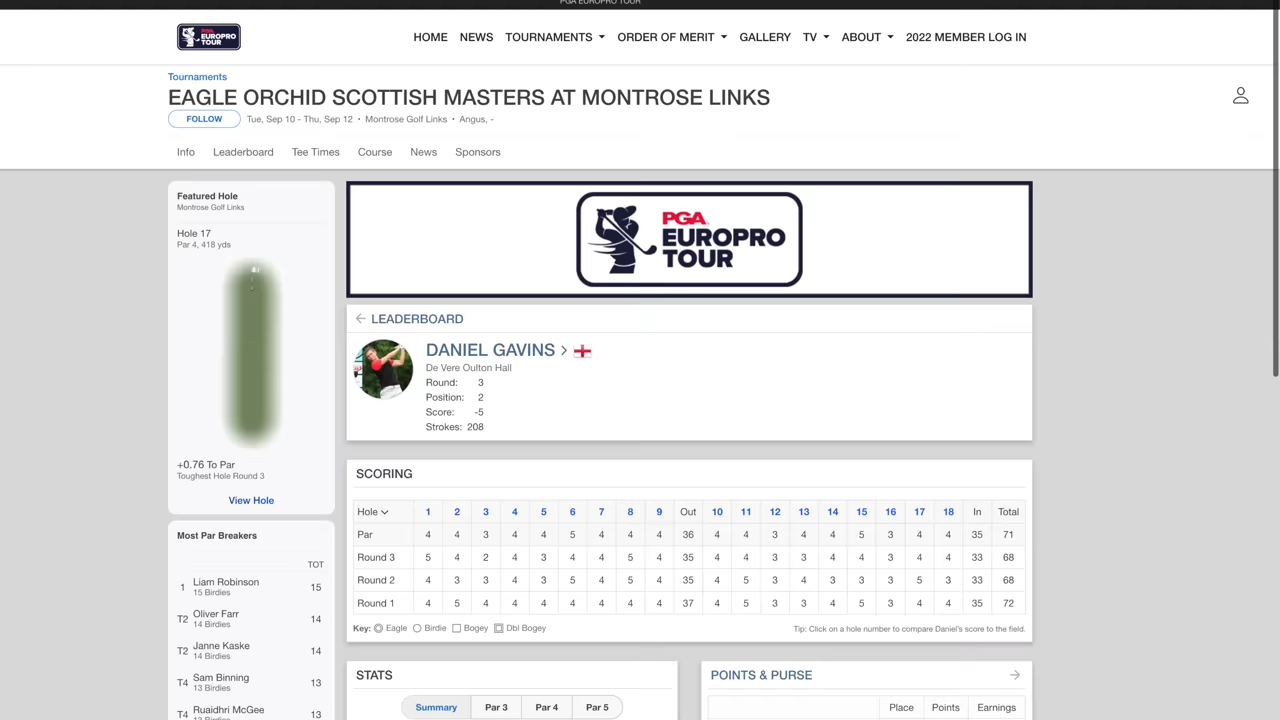 PGA EUROPRO TOUR
PGA EUROPRO TOUR
HOME NEWS TOURNAMENTS ORDER OF MERIT GALLERY TV ABOUT 2022 MEMBER LOG IN
Tournaments
EAGLE ORCHID SCOTTISH MASTERS AT MONTROSE LINKS
FOLLOW Tue, Sep 10 - Thu, Sep 12 • Montrose Golf Links • Angus, -
Info Leaderboard Tee Times Course News Sponsors
Featured Hole
Montrose Golf Links
Hole 17
Par 4, 418 yds
+0.76 To Par
Toughest Hole Round 3
View Hole
Most Par Breakers
TOT
1 Liam Robinson 15
15 Birdies
T2 Oliver Farr 14
14 Birdies
T2 Janne Kaske 14
14 Birdies
T4 Sam Binning 13
13 Birdies
T4 Ruaidhri McGee 13
PGA
EUROPRO
TOUR
LEADERBOARD
DANIEL GAVINS
De Vere Oulton Hall
Round: 3
Position: 2
Score: -5
Strokes: 208
SCORING
Hole 1 2 3 4 5 6 7 8 9 Out 10 11 12 13 14 15 16 17 18 In Total
Par 4 4 3 4 4 5 4 4 4 36 4 4 3 4 4 5 3 4 4 35 71
Round 3 5 4 2 4 3 4 4 5 4 35 4 4 3 4 4 3 3 4 4 33 68
Round 2 4 3 3 4 3 5 4 5 4 35 4 5 3 4 3 3 3 5 3 33 68
Round 1 4 5 4 4 4 4 4 4 4 37 4 5 3 3 4 5 3 4 4 35 72
Key: Eagle Birdie Bogey Dbl Bogey
Tip: Click on a hole number to compare Daniel's score to the field.
STATS
Summary Par 3 Par 4 Par 5
POINTS & PURSE
Place Points Earnings